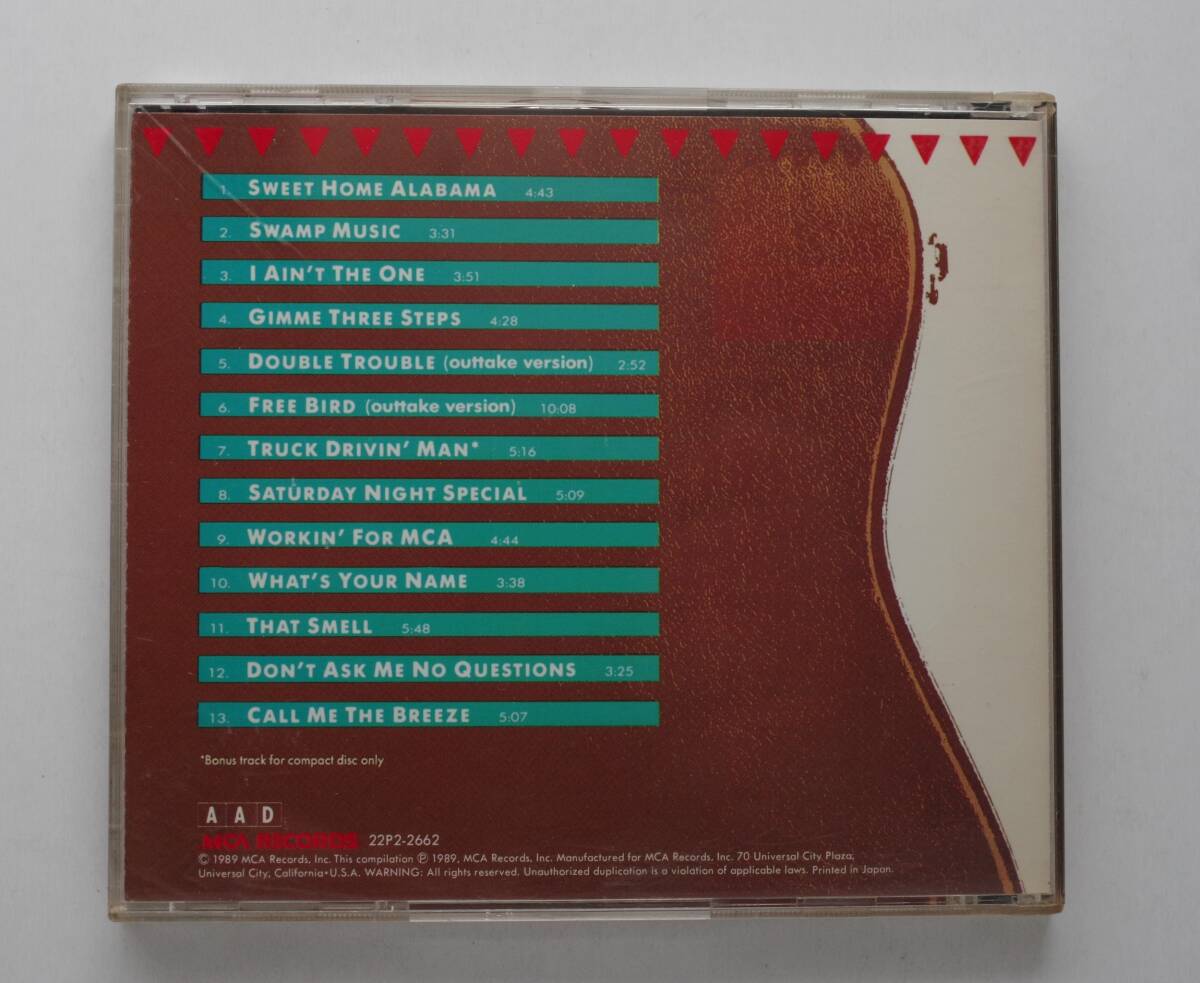 1. SWEET HOME ALABAMA 4:43
2. SWAMP MUSIC 3:31
3. I AIN'T THE ONE 3:51
4. GIMME THREE STEPS 4:28
5. DOUBLE TROUBLE (outtake version) 2:52
6. FREE BIRD (outtake version) 10:08
7. TRUCK DRIVIN' MAN* 5:16
8. SATURDAY NIGHT SPECIAL 5:09
9. WORKIN' FOR MCA 4:44
10. WHAT'S YOUR NAME 3:38
11. THAT SMELL 5:48
12. DON'T ASK ME NO QUESTIONS 3:25
13. CALL ME THE BREEZE 5:07
*Bonus track for compact disc only
A A D
MCA RECORDS 22P2-2662
© 1989 MCA Records, Inc. This compilation ℗ 1989, MCA Records, Inc. Manufactured for MCA Records, Inc. 70 Universal City Plaza,
Universal City, California•U.S.A. WARNING: All rights reserved. Unauthorized duplication is a violation of applicable laws. Printed in Japan.